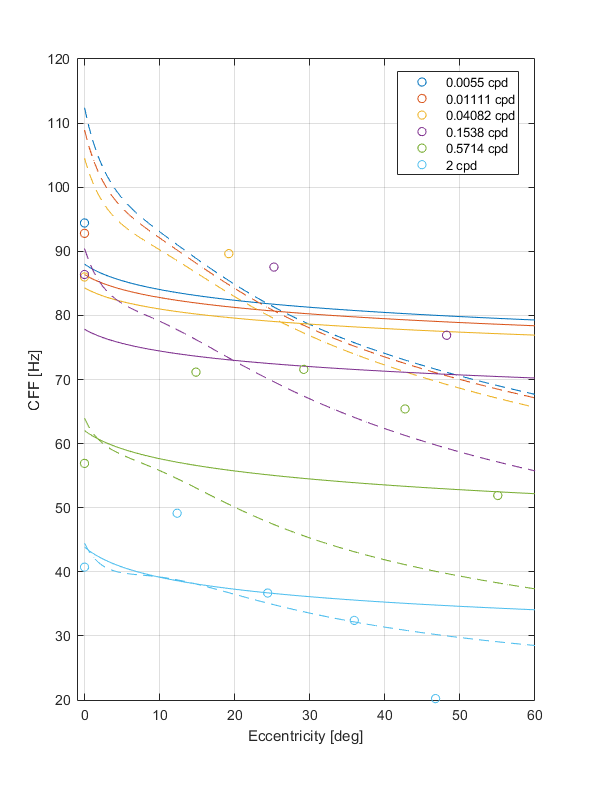 120
110
100
90
80
70
60
50
40
30
20
CFF [Hz]
0.0055 cpd
0.01111 cpd
0.04082 cpd
0.1538 cpd
0.5714 cpd
2 cpd
0 10 20 30 40 50 60
Eccentricity [deg]